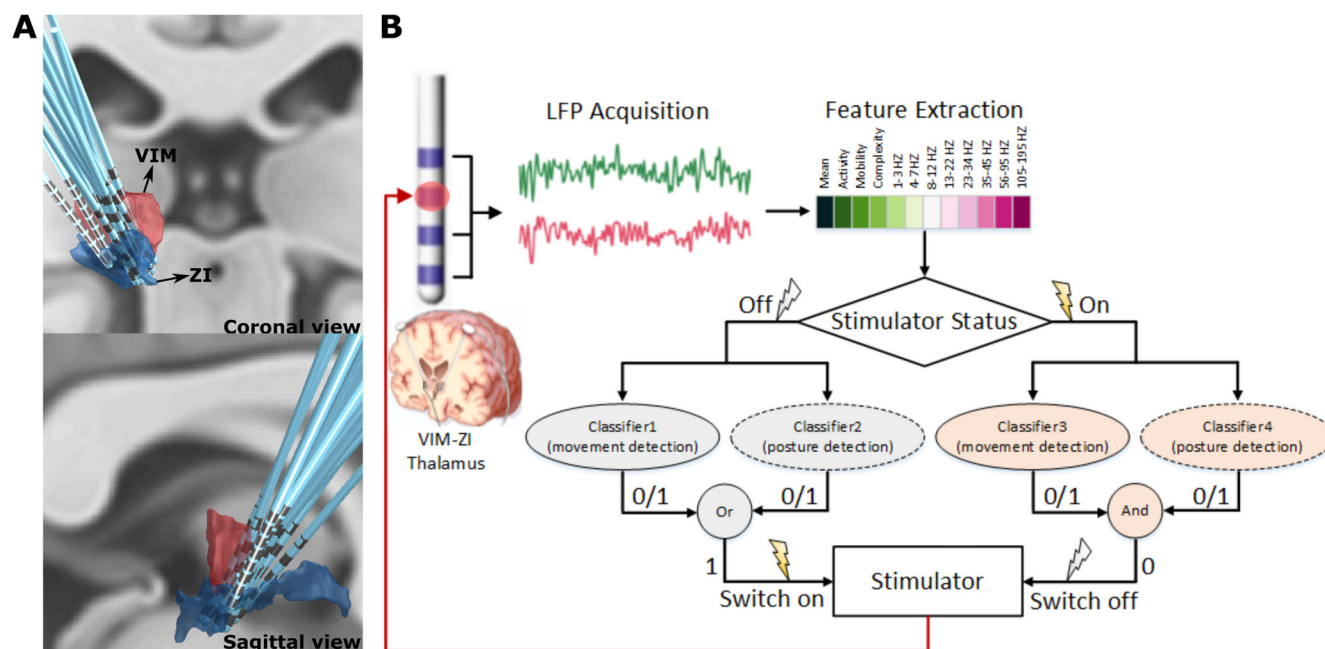 A
VIM
ZI
Coronal view
Sagittal view
B
LFP Acquisition
Feature Extraction
Mean
Activity
Mobility
Complexity
1-3 HZ
4-7HZ
8-12 HZ
13-22 HZ
23-34 HZ
35-45 HZ
56-95 HZ
105-195 HZ
VIM-ZI
Thalamus
Off
Stimulator Status
On
Classifier1
(movement detection)
Classifier2
(posture detection)
Classifier3
(movement detection)
Classifier4
(posture detection)
0/1
Or
0/1
0/1
And
0/1
1
Switch on
Stimulator
0
Switch off